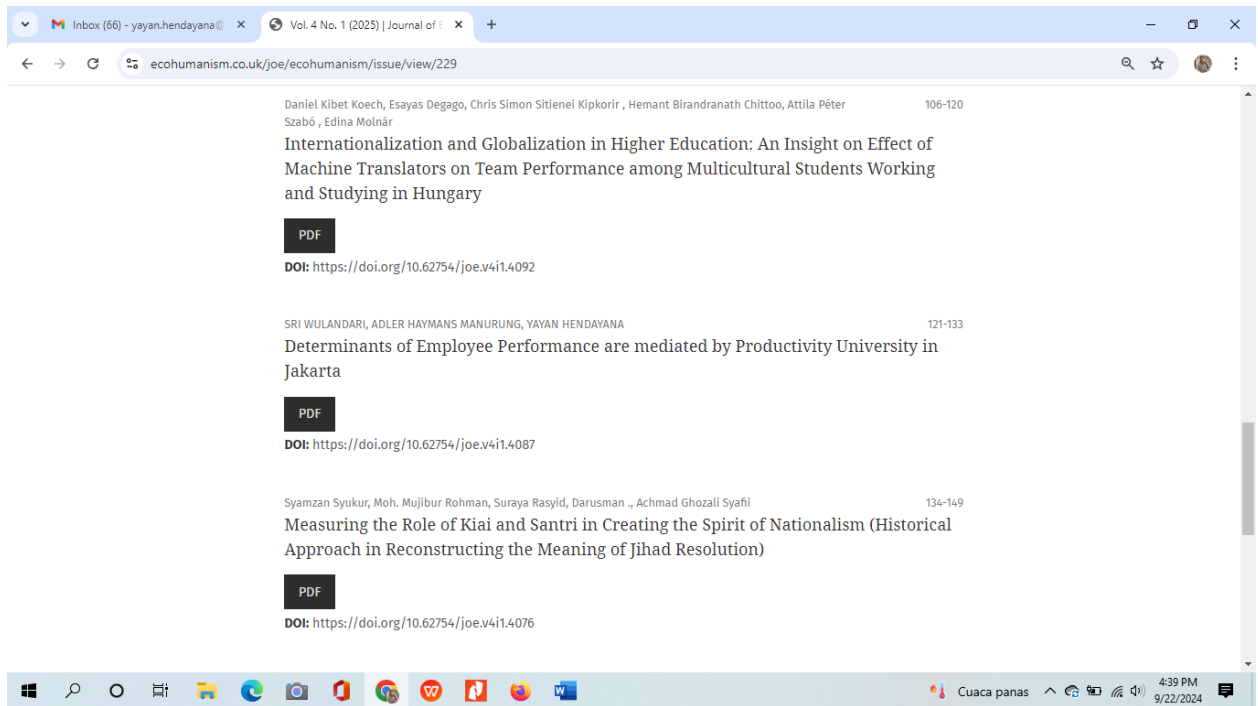 Inbox (66) - yayan.hendayana@
Vol. 4 No. 1 (2025) | Journal of E
ecohumanism.co.uk/joe/ecohumanism/issue/view/229
Daniel Kibet Koech, Esayas Degago, Chris Simon Sitienei Kipkorir , Hemant Birandranath Chittoo, Attila Péter
Szabó , Edina Molnár
106-120
Internationalization and Globalization in Higher Education: An Insight on Effect of
Machine Translators on Team Performance among Multicultural Students Working
and Studying in Hungary
PDF
DOI: https://doi.org/10.62754/joe.v4i1.4092
SRI WULANDARI, ADLER HAYMANS MANURUNG, YAYAN HENDAYANA
121-133
Determinants of Employee Performance are mediated by Productivity University in
Jakarta
PDF
DOI: https://doi.org/10.62754/joe.v4i1.4087
Syamzan Syukur, Moh. Mujibur Rohman, Suraya Rasyid, Darusman ., Achmad Ghozali Syafii
134-149
Measuring the Role of Kiai and Santri in Creating the Spirit of Nationalism (Historical
Approach in Reconstructing the Meaning of Jihad Resolution)
PDF
DOI: https://doi.org/10.62754/joe.v4i1.4076
Cuaca panas
4:39 PM
9/22/2024